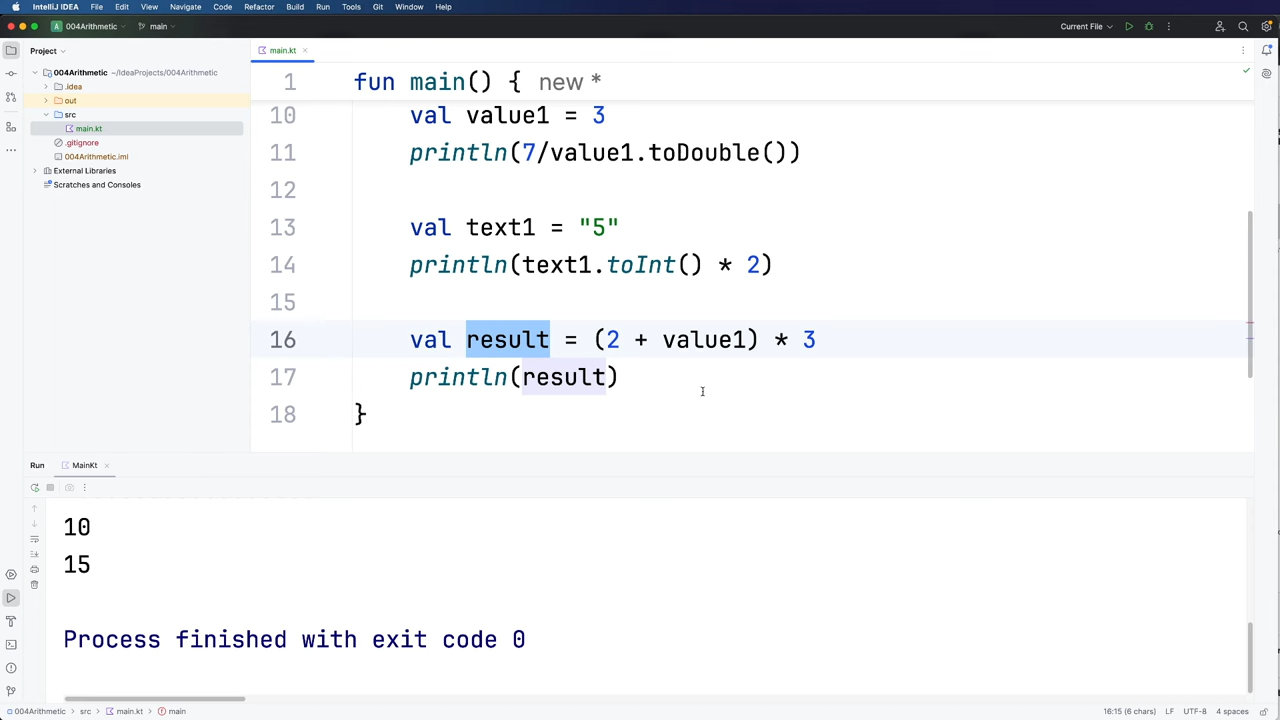 IntelliJ IDEA File Edit View Navigate Code Refactor Build Run Tools Git Window Help
004Arithmetic main Current File
Project main.kt
004Arithmetic ~/IdeaProjects/004Arithmetic
.idea
out
src
main.kt
.gitignore
004Arithmetic.iml
External Libraries
Scratches and Consoles
1 fun main() { new *
10 val value1 = 3
11 println(7/value1.toDouble())
12
13 val text1 = "5"
14 println(text1.toInt() * 2)
15
16 val result = (2 + value1) * 3
17 println(result)
18 }
Run MainKt
10
15
Process finished with exit code 0
004Arithmetic src main.kt main 16:15 (6 chars) LF UTF-8 4 spaces